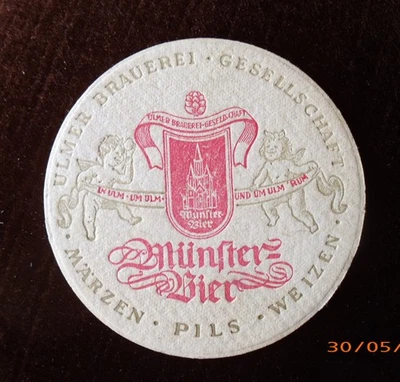 ULMER BRAUEREI · GESELLSCHAFT
ULMER BRAUEREI-GESELLSCHAFT
IN ULM · UM ULM · UND UM ULM · RUM
Münster-
Bier
Münster-
Bier
· MÄRZEN · PILS · WEIZEN ·
30/05/